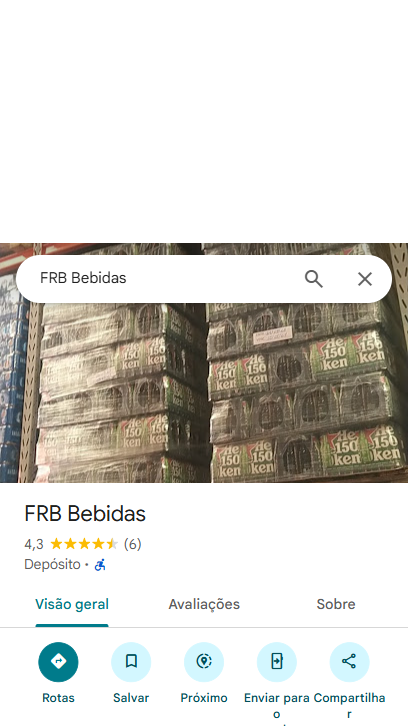 FRB Bebidas
He
150
ken
He
150
ken
He
150
ken
He
150
ken
He
150
ken
He
150
ken
FRB Bebidas
4,3 (6)
Depósito ·
Visão geral Avaliações Sobre
Rotas Salvar Próximo Enviar para o Compartilhar